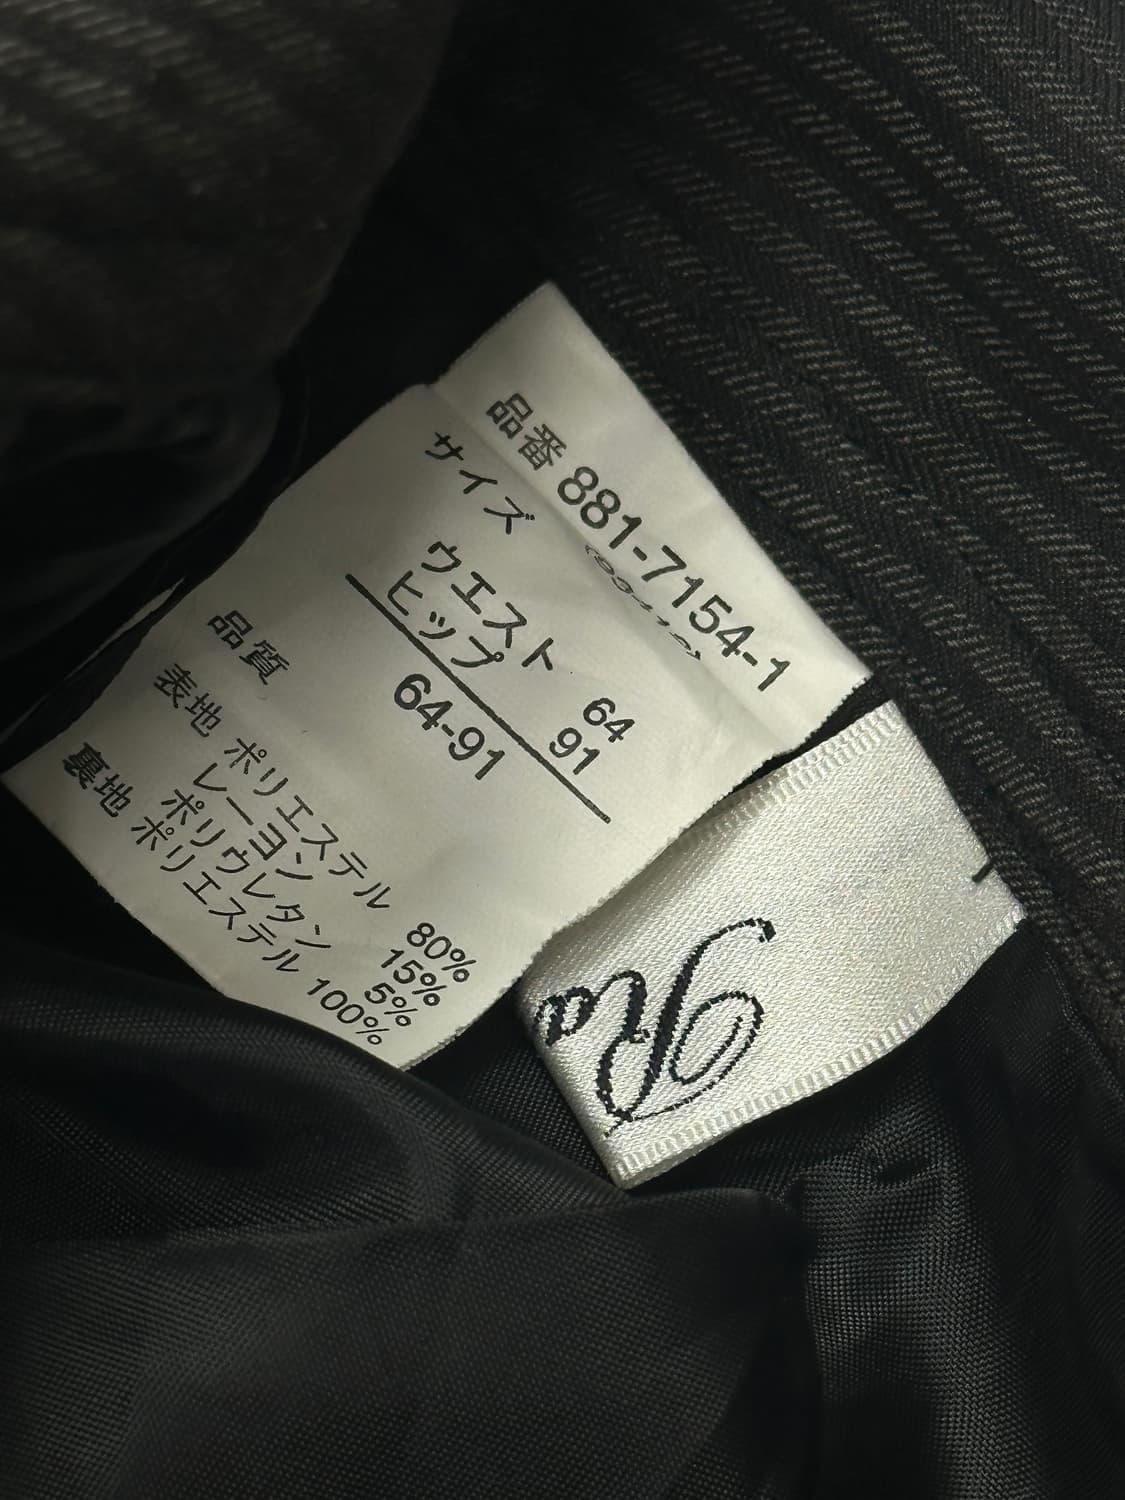 品番 881-7154-1
サイズ
ウエスト 64
ヒップ 91
64-91
品質
表地 ポリエステル 80%
レーヨン 15%
ポリウレタン 5%
裏地 ポリエステル 100%
Ra